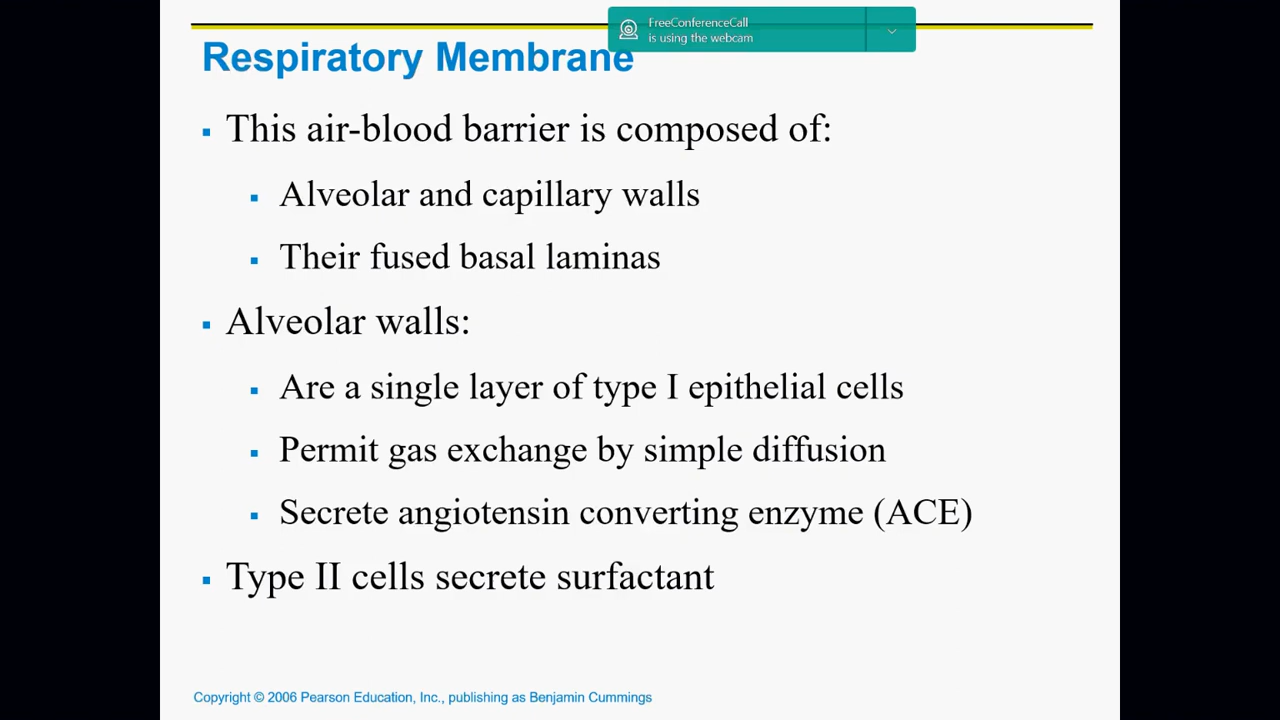 FreeConferenceCall
is using the webcam
Respiratory Membrane
▪ This air-blood barrier is composed of:
▪ Alveolar and capillary walls
▪ Their fused basal laminas
▪ Alveolar walls:
▪ Are a single layer of type I epithelial cells
▪ Permit gas exchange by simple diffusion
▪ Secrete angiotensin converting enzyme (ACE)
▪ Type II cells secrete surfactant
Copyright © 2006 Pearson Education, Inc., publishing as Benjamin Cummings